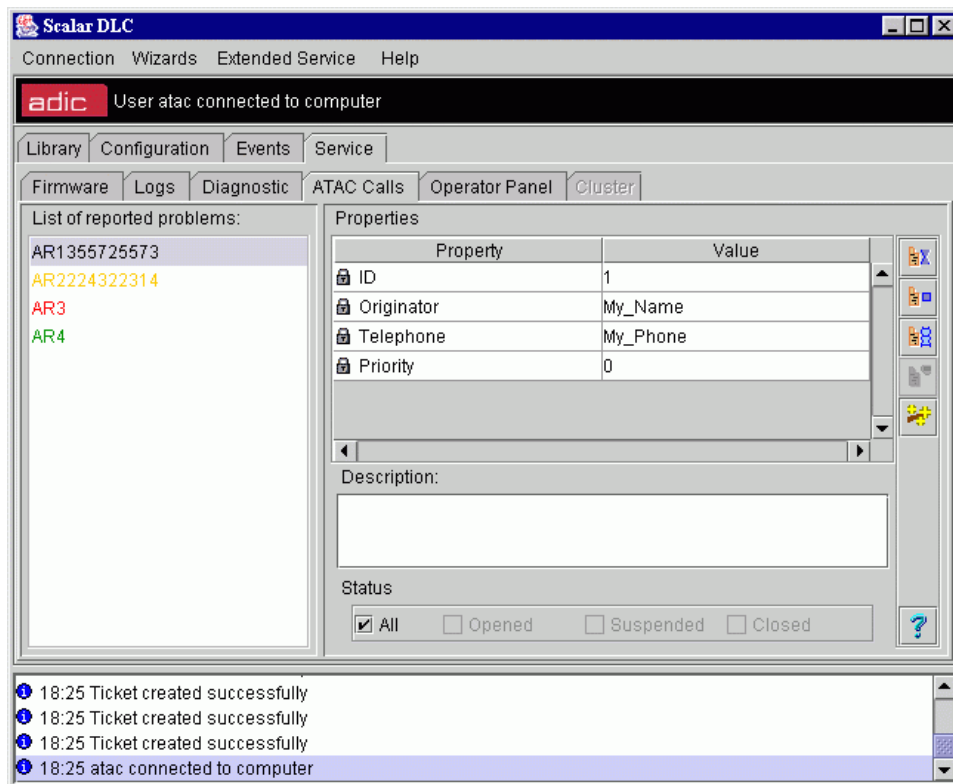 Scalar DLC
Connection Wizards Extended Service Help
adic User atac connected to computer
Library Configuration Events Service
Firmware Logs Diagnostic ATAC Calls Operator Panel Cluster
List of reported problems:
AR1355725573
AR2224322314
AR3
AR4
Properties
Property Value
ID 1
Originator My_Name
Telephone My_Phone
Priority 0
Description:
Status
All Opened Suspended Closed
18:25 Ticket created successfully
18:25 Ticket created successfully
18:25 Ticket created successfully
18:25 atac connected to computer